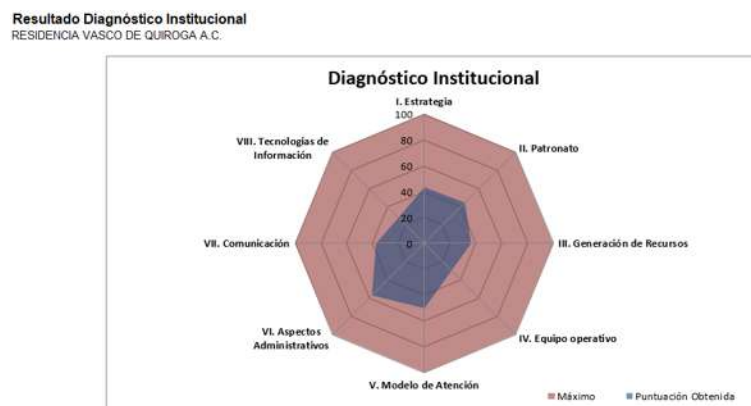 Resultado Diagnóstico Institucional
RESIDENCIA VASCO DE QUIROGA A.C.
Diagnóstico Institucional
I. Estrategia
100
80
60
40
20
0
II. Patronato
III. Generación de Recursos
IV. Equipo operativo
V. Modelo de Atención
VI. Aspectos
Administrativos
VII. Comunicación
VIII. Tecnologías de
Información
Máximo
Puntuación Obtenida